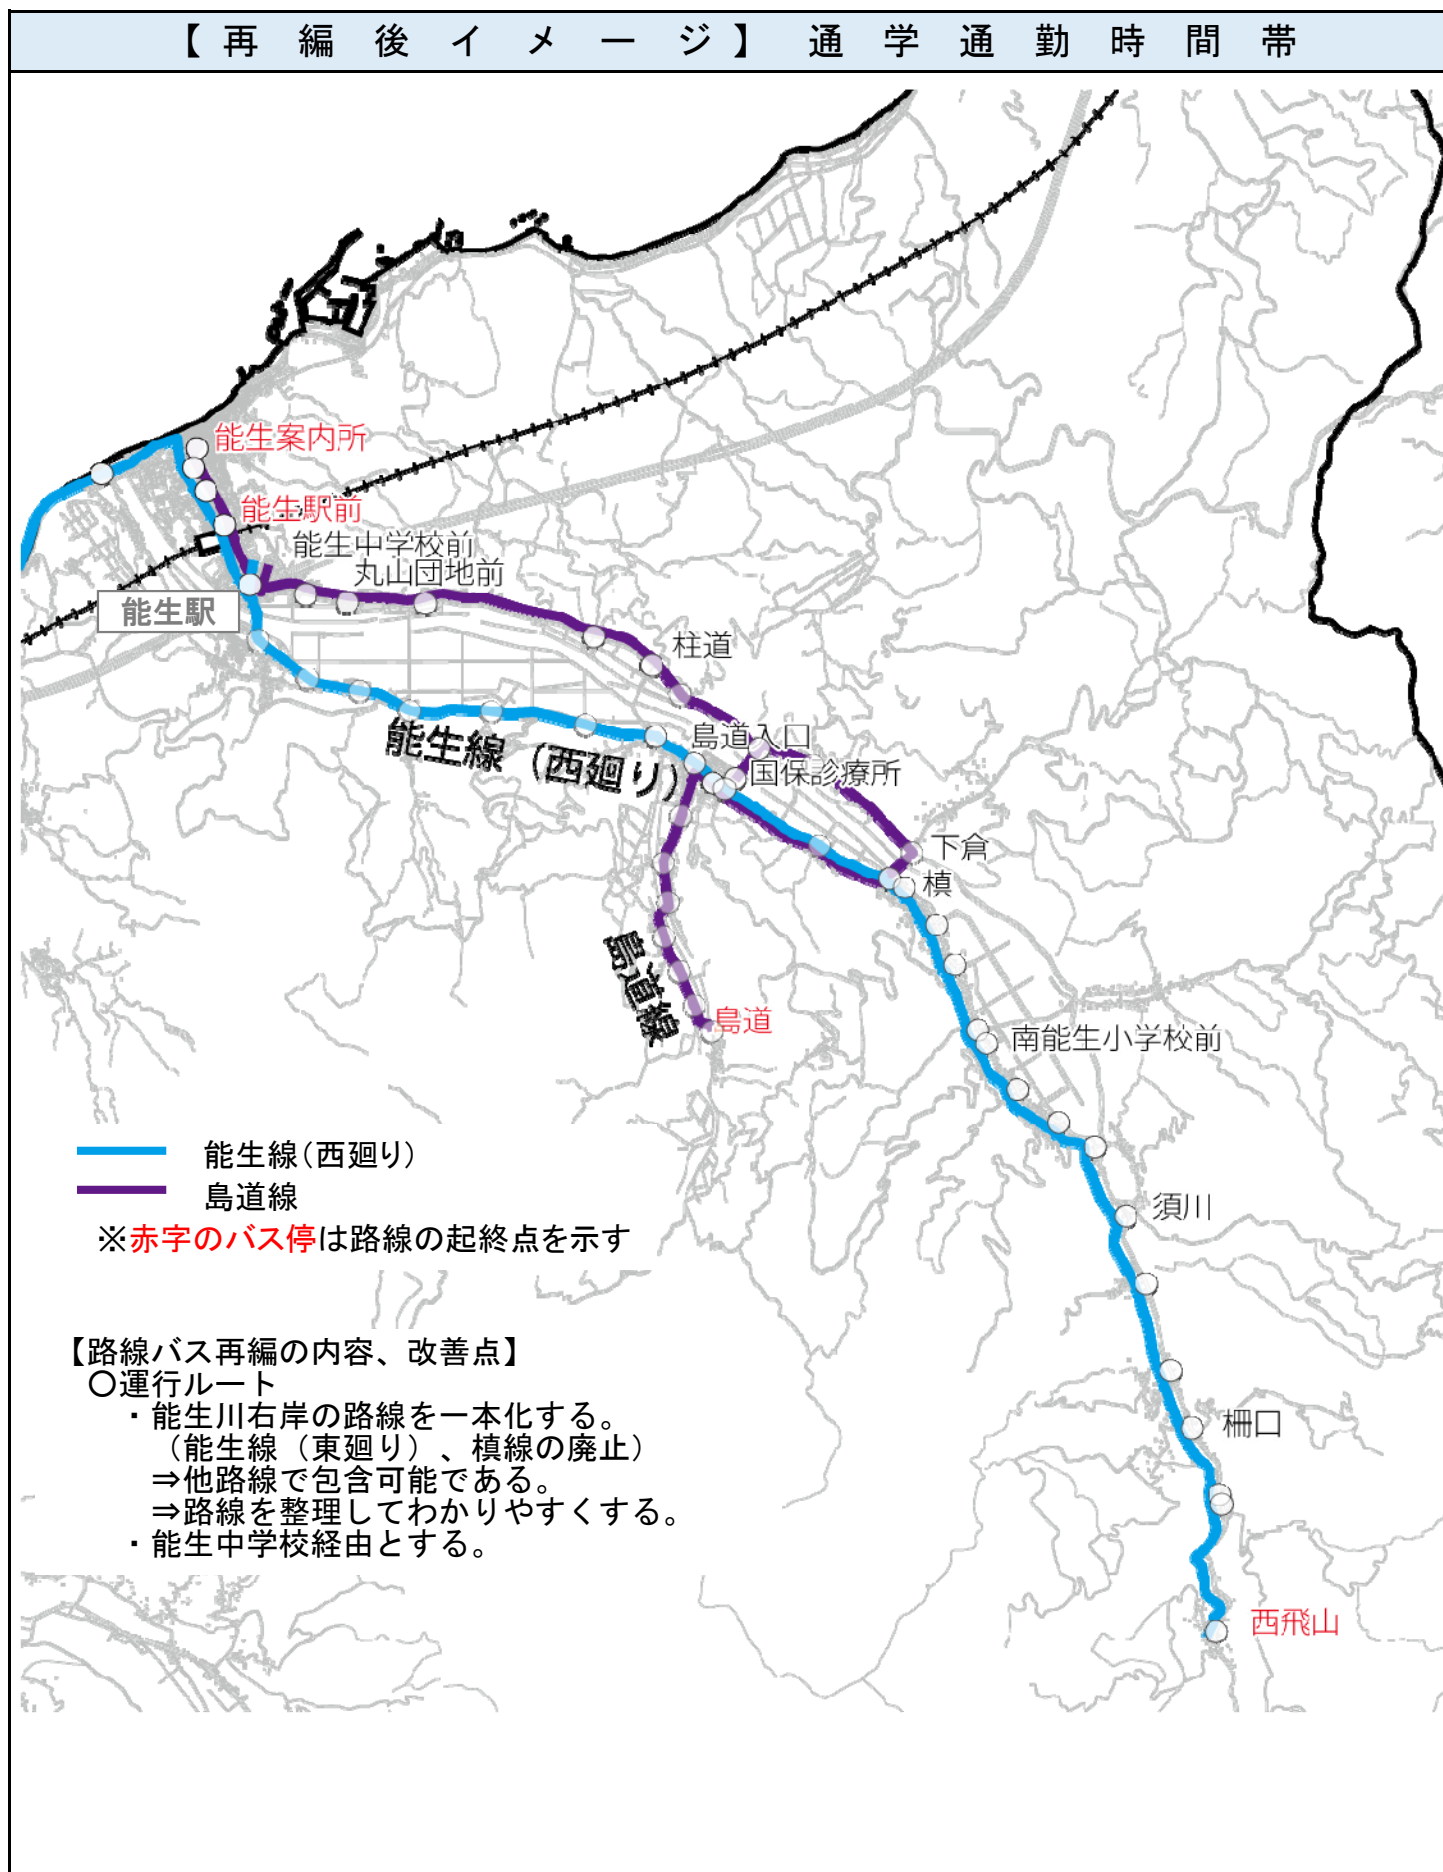 【再編後イメージ】通学通勤時間帯
能生案内所
能生駅前
能生中学校前
丸山団地前
能生駅
柱道
島道入口
能生線（西廻り）
国保診療所
下倉
槙
島道線
島道
南能生小学校前
能生線（西廻り）
島道線
※赤字のバス停は路線の起終点を示す
須川
【路線バス再編の内容、改善点】
〇運行ルート
・能生川右岸の路線を一本化する。
（能生線（東廻り）、槙線の廃止）
⇒他路線で包含可能である。
⇒路線を整理してわかりやすくする。
・能生中学校経由とする。
柵口
西飛山